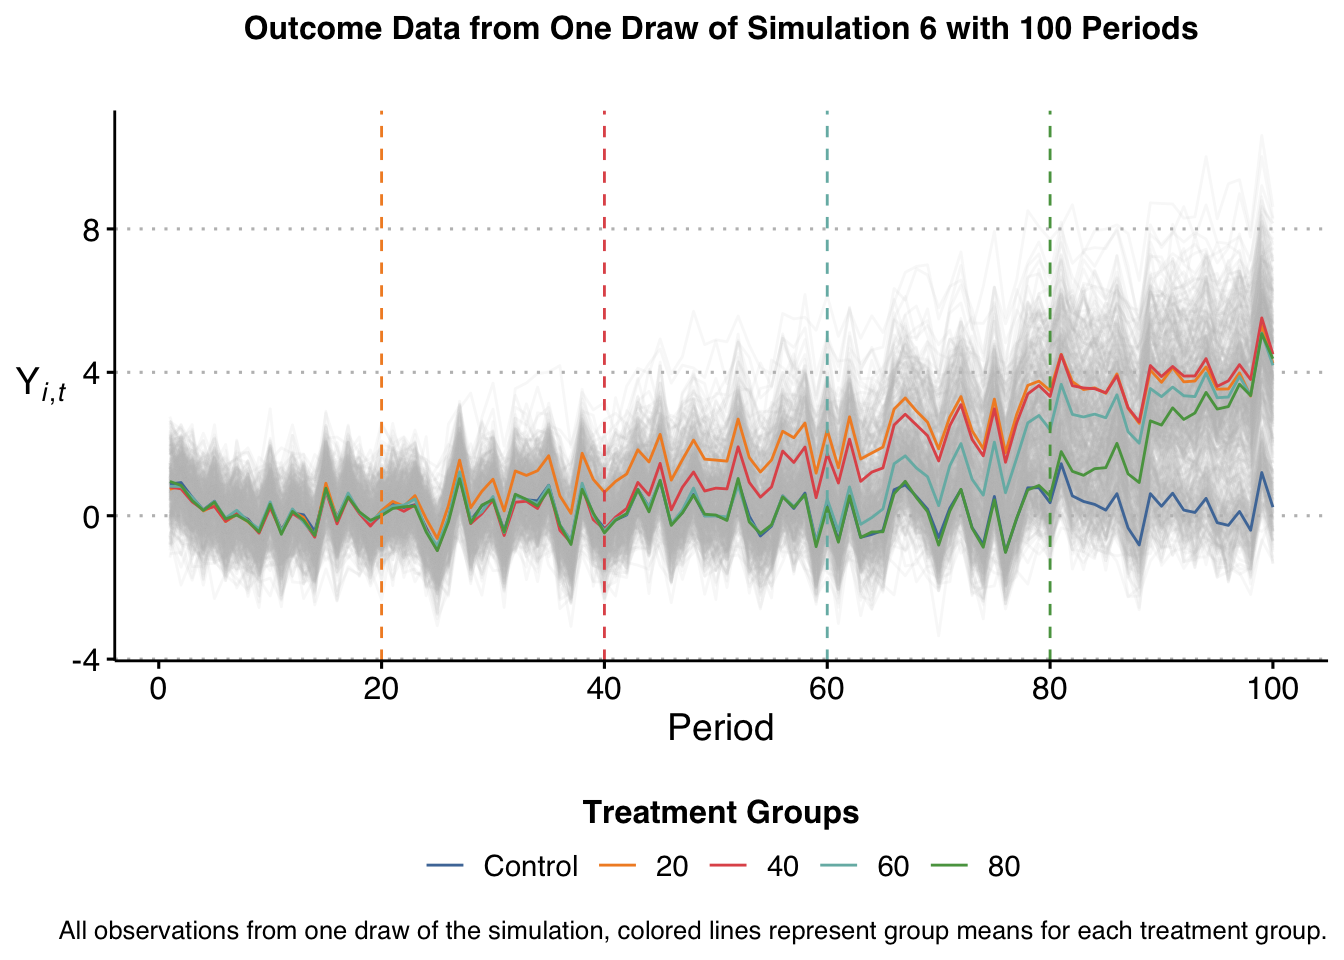 Outcome Data from One Draw of Simulation 6 with 100 Periods
8
4
0
-4
Y i,t
0 20 40 60 80 100
Period
Treatment Groups
Control 20 40 60 80
All observations from one draw of the simulation, colored lines represent group means for each treatment group.